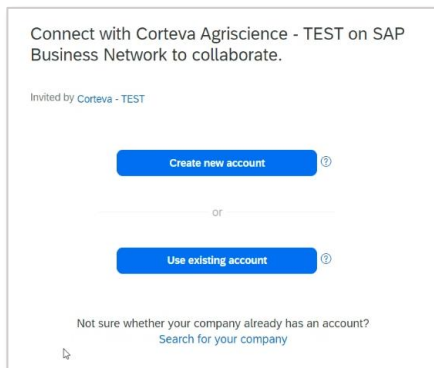 Connect with Corteva Agriscience - TEST on SAP
Business Network to collaborate.
Invited by Corteva - TEST
Create new account
or
Use existing account
Not sure whether your company already has an account?
Search for your company